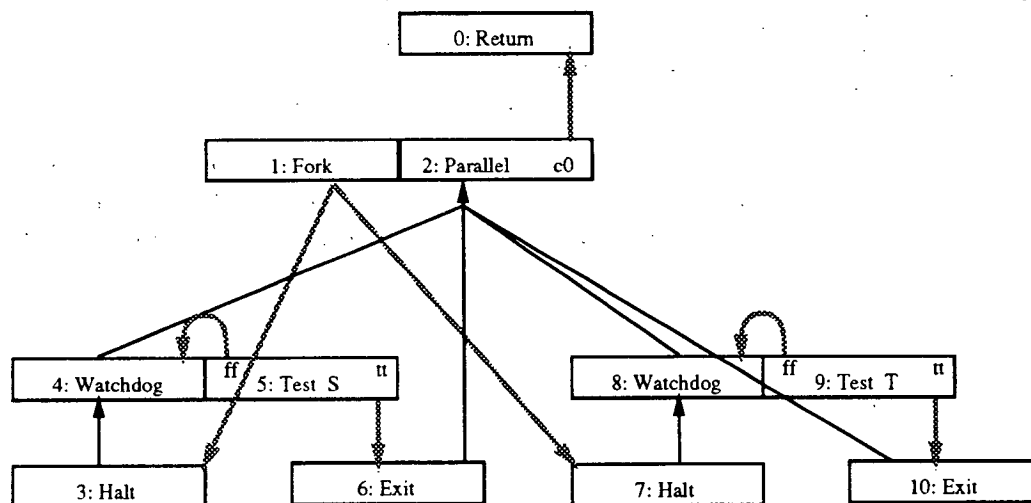 0: Return
1: Fork
2: Parallel c0
ff
tt
4: Watchdog
5: Test S
ff
tt
8: Watchdog
9: Test T
3: Halt
6: Exit
7: Halt
10: Exit